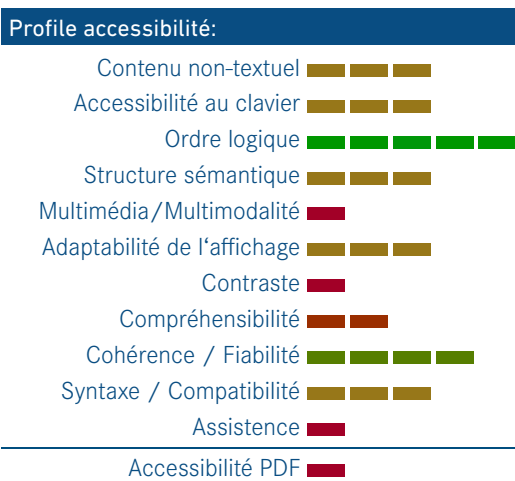 Profile accessibilité:
Contenu non-textuel
Accessibilité au clavier
Ordre logique
Structure sémantique
Multimédia/Multimodalité
Adaptabilité de l‘affichage
Contraste
Compréhensibilité
Cohérence / Fiabilité
Syntaxe / Compatibilité
Assistence
Accessibilité PDF